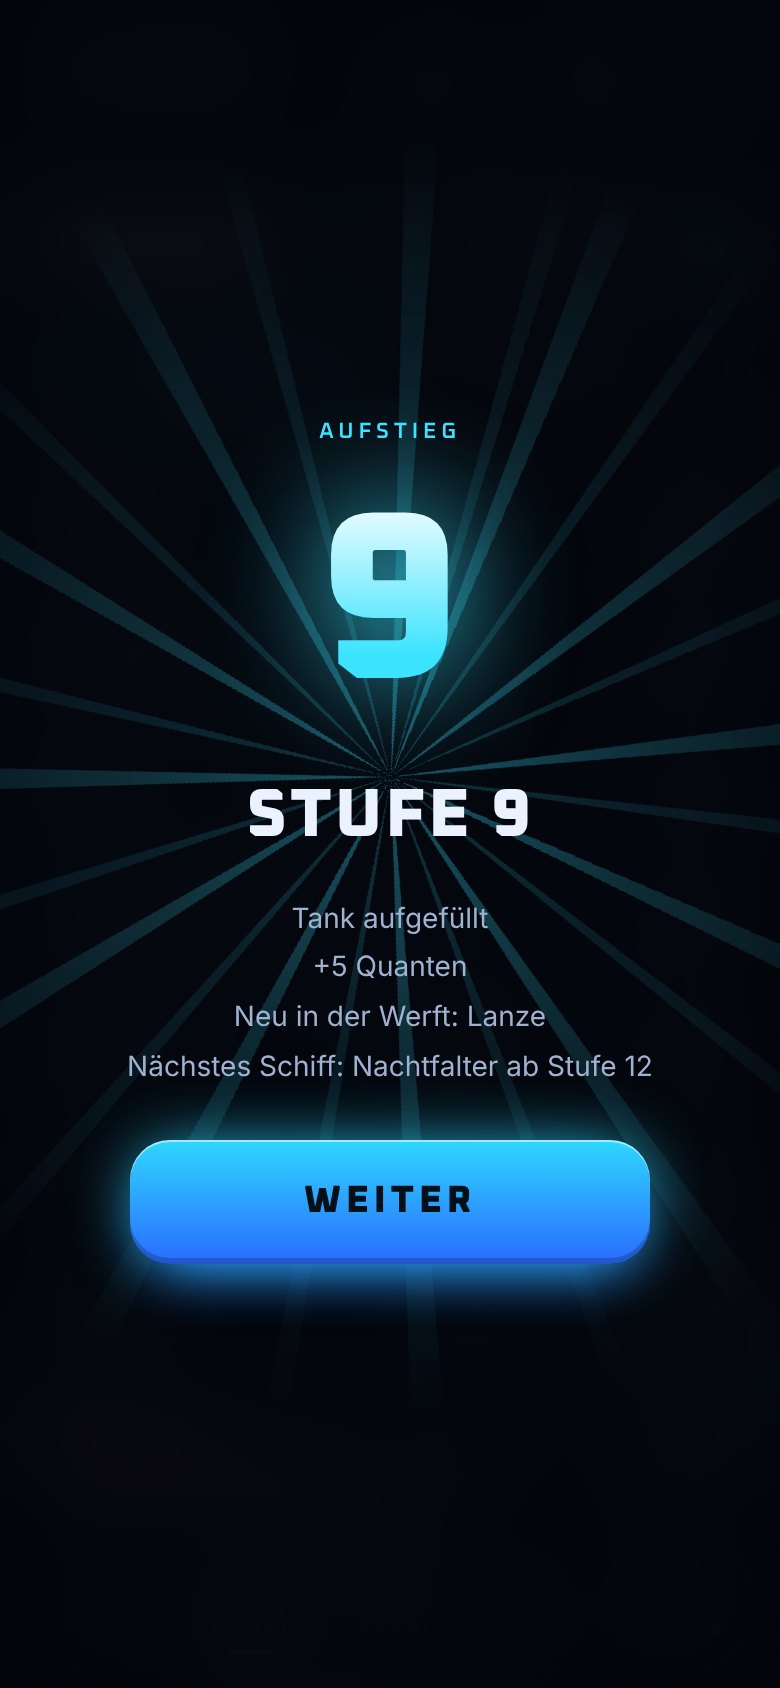 AUFSTIEG
9
STUFE 9
Tank aufgefüllt
+5 Quanten
Neu in der Werft: Lanze
Nächstes Schiff: Nachtfalter ab Stufe 12
WEITER